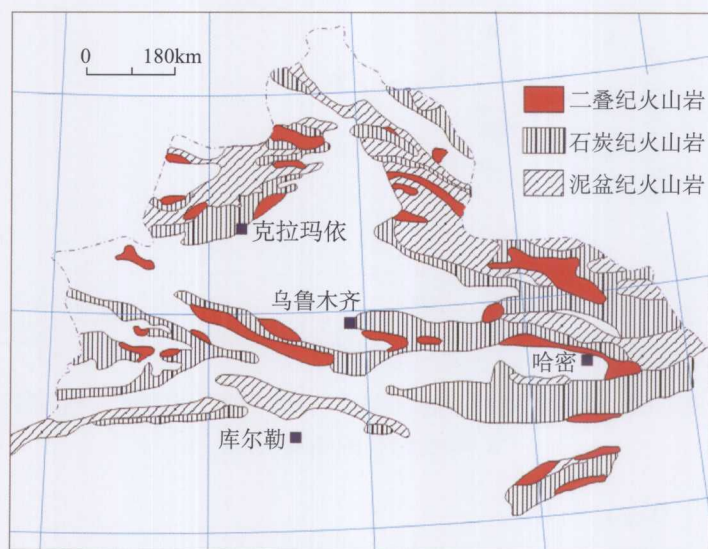 0 180km
二叠纪火山岩
石炭纪火山岩
泥盆纪火山岩
克拉玛依
乌鲁木齐
哈密
库尔勒